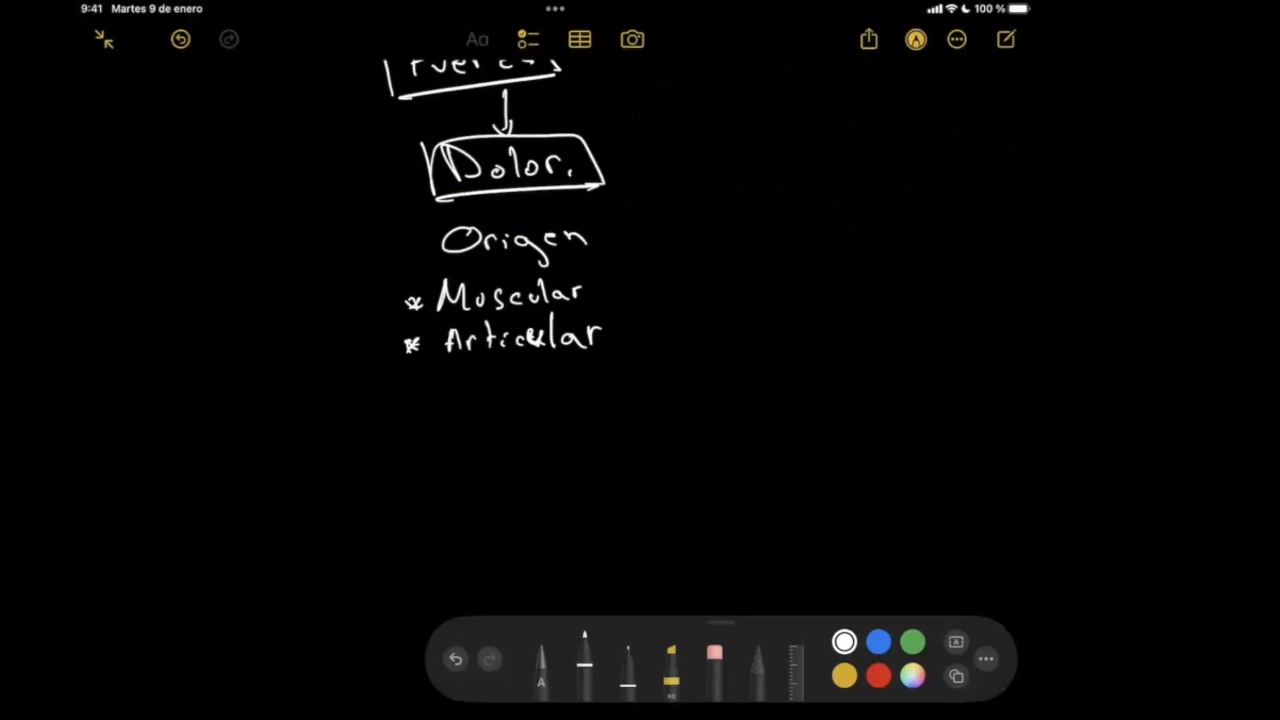 9:41 Martes 9 de enero
100 %
Aa
Dolor.
Origen
* Muscular
* Articular
A
A